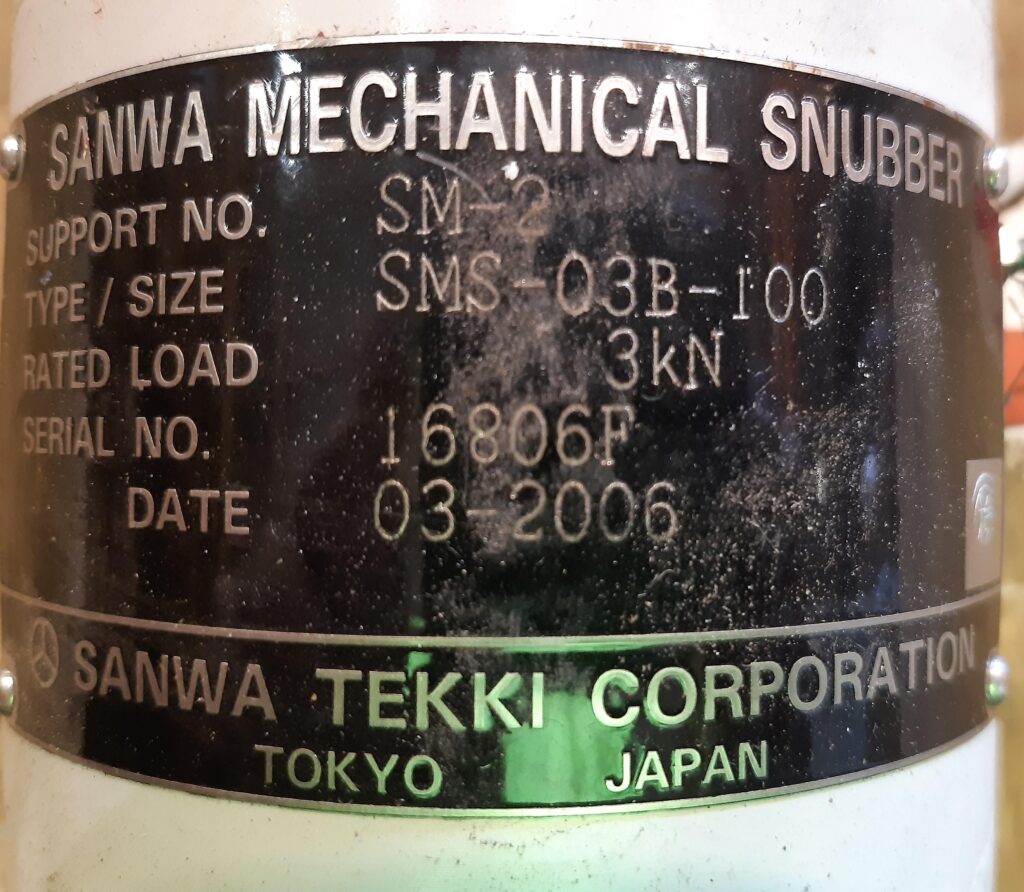 SANWA MECHANICAL SNUBBER
SUPPORT NO. SM-2
TYPE / SIZE SMS-03B-100
RATED LOAD 3kN
SERIAL NO. 16806F
DATE 03-2006
SANWA TEKKI CORPORATION
TOKYO JAPAN